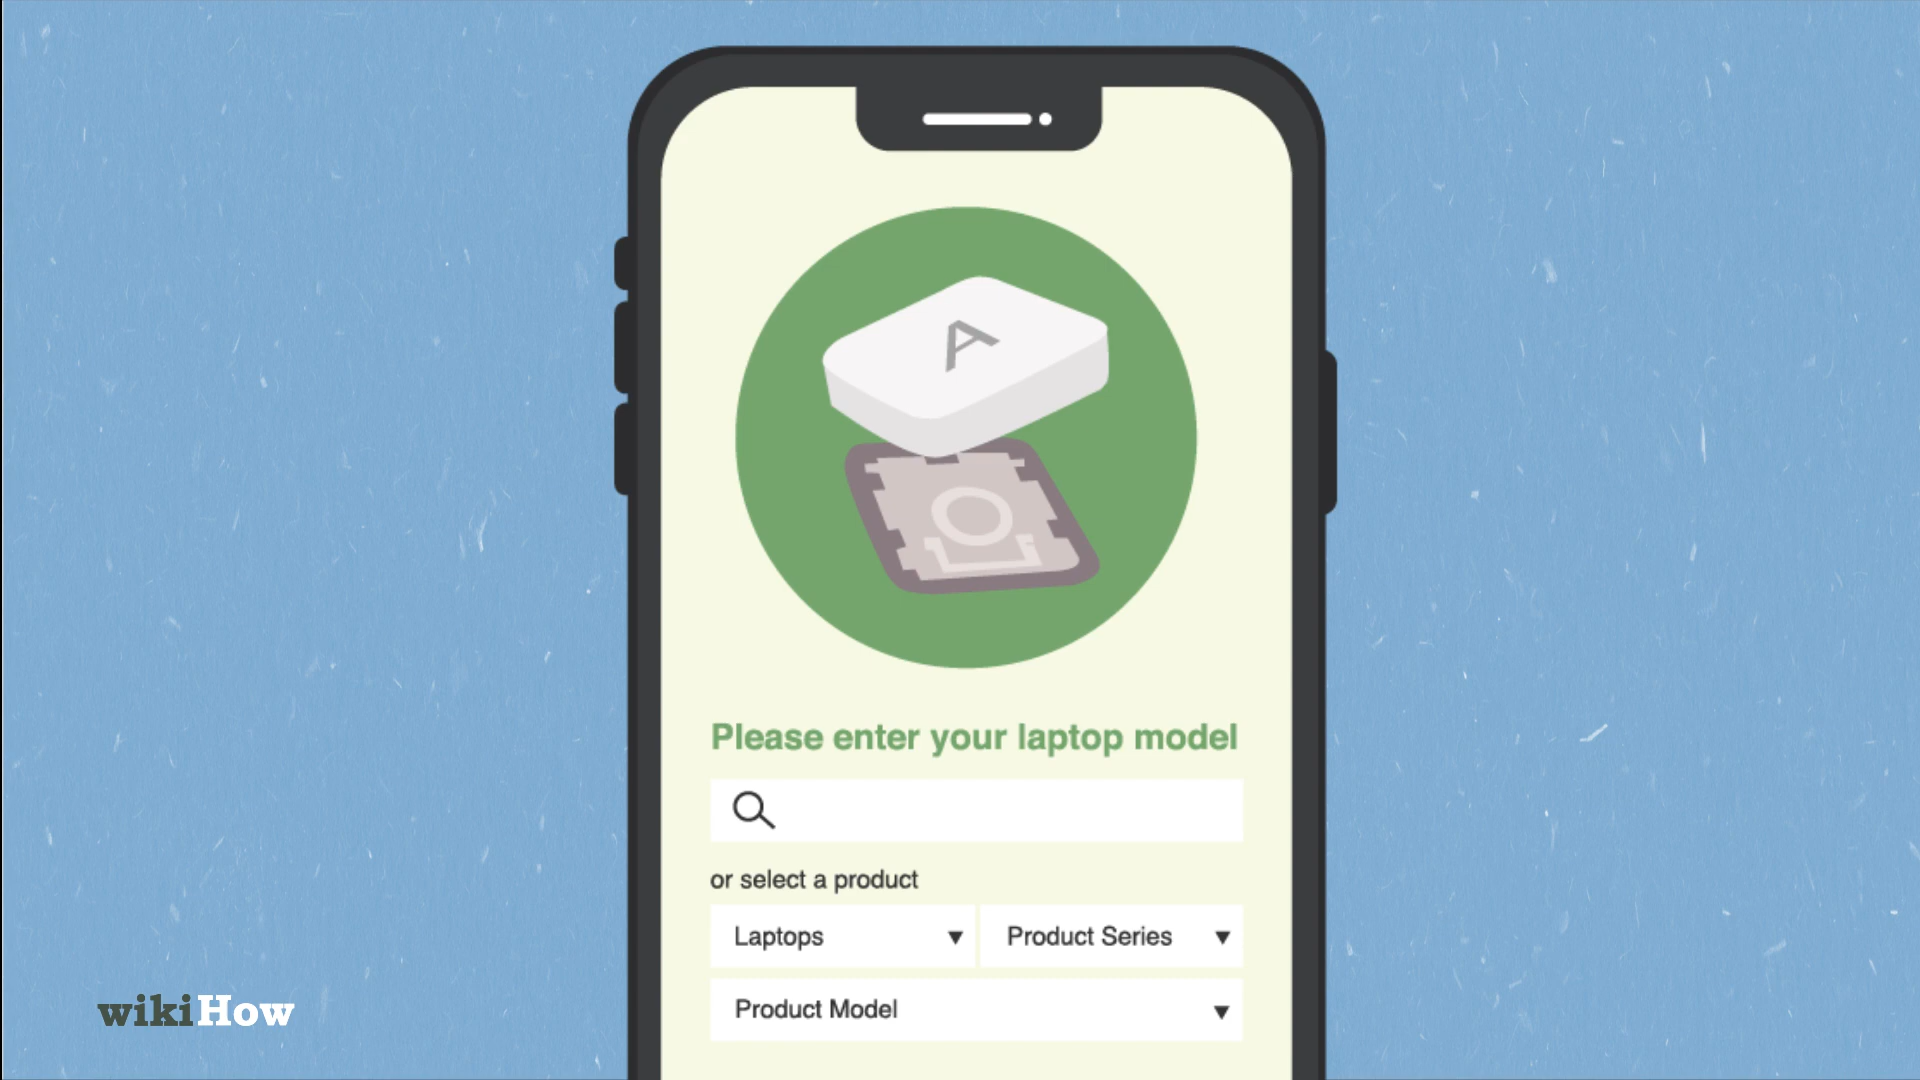 A
Please enter your laptop model
or select a product
Laptops
Product Series
Product Model
wikiHow